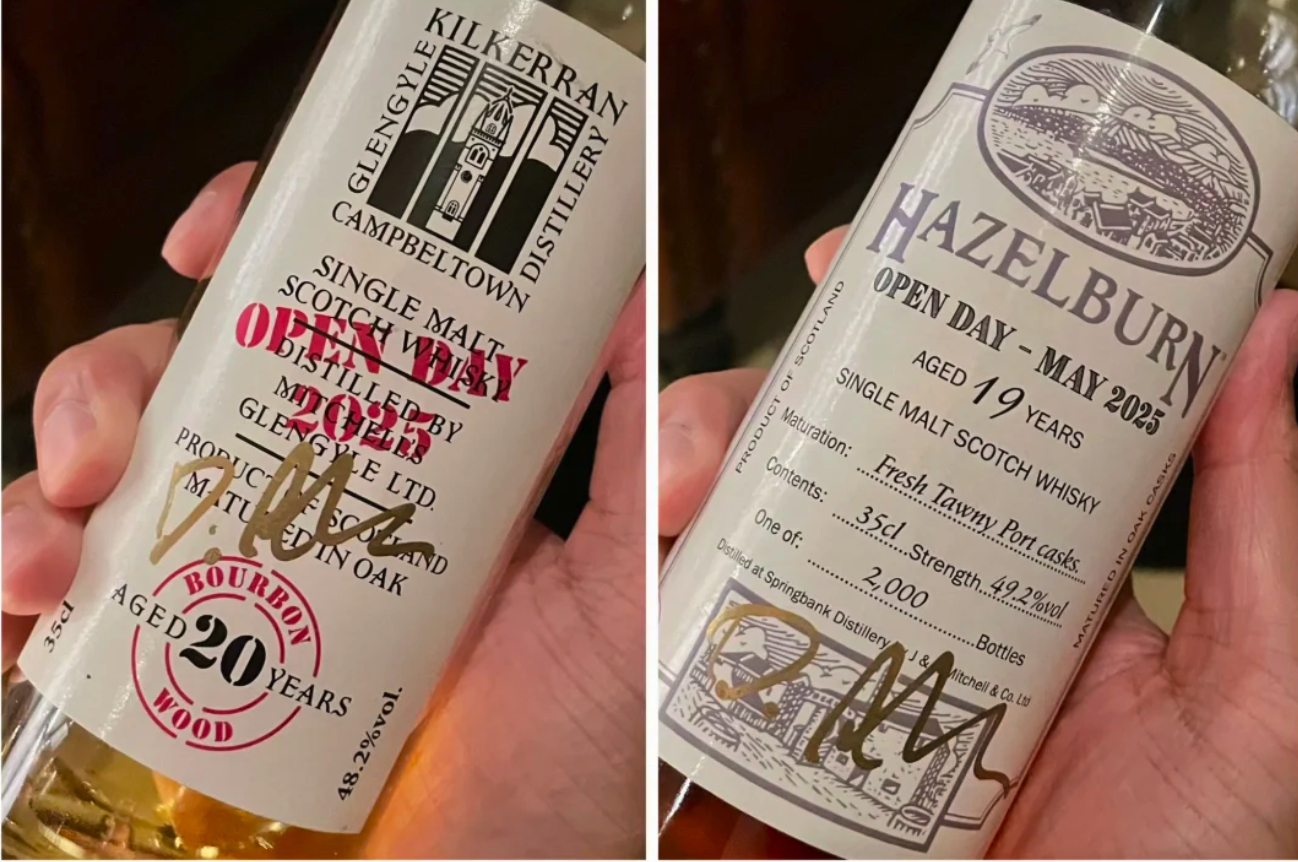 KILKERRAN
GLENGYLE
DISTILLERY
CAMPBELTOWN
SINGLE MALT
SCOTCH WHISKY
OPEN DAY
DISTILLED BY
2025
MITCHELL'S
GLENGYLE LTD.
PRODUCT OF SCOTLAND
MATURED IN OAK
BOURBON
AGED 20 YEARS
WOOD
35cl
48.2%vol.
HAZELBURN
OPEN DAY – MAY 2025
AGED 19 YEARS
SINGLE MALT SCOTCH WHISKY
PRODUCT OF SCOTLAND
Maturation: ...Fresh Tawny Port casks.
Contents: ...35cl...Strength 49.2%vol
One of: ...2,000...Bottles
Distilled at Springbank Distillery J & A Mitchell & Co. Ltd
MATURED IN OAK CASKS